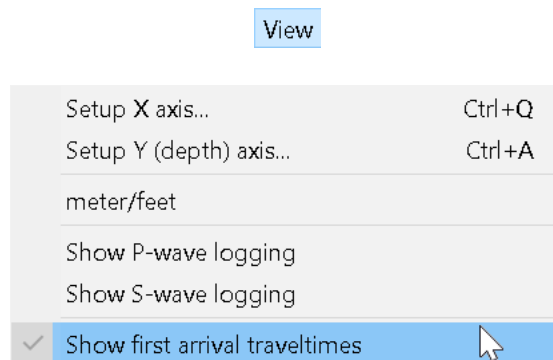 View
Setup X axis... Ctrl+Q
Setup Y (depth) axis... Ctrl+A
meter/feet
Show P-wave logging
Show S-wave logging
Show first arrival traveltimes